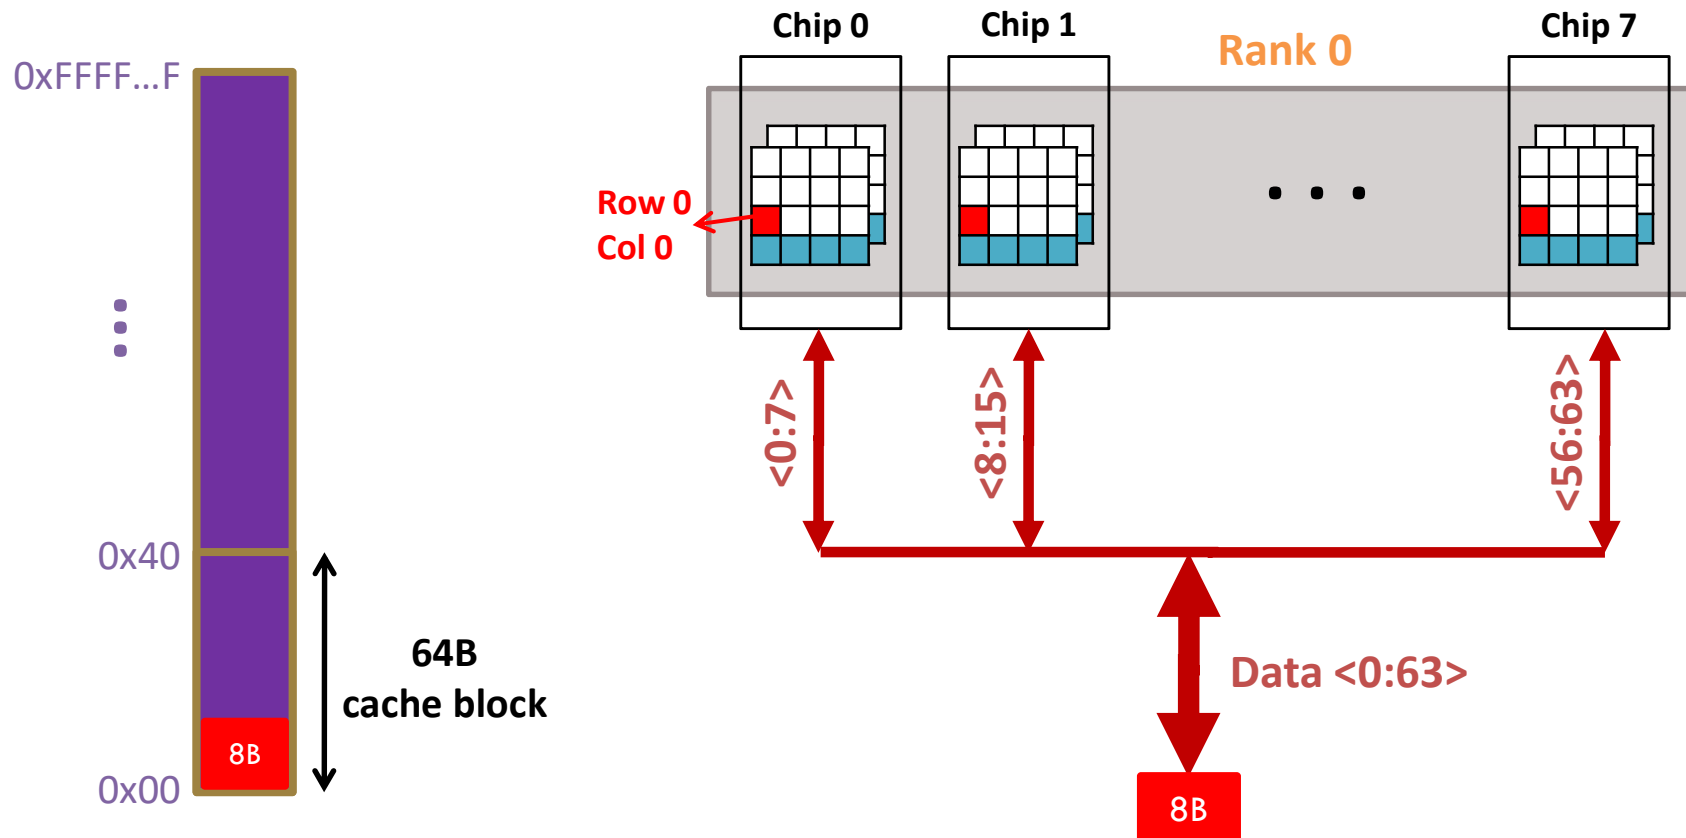 Chip 0
Chip 1
Rank 0
Chip 7
0xFFFF...F
Row 0
Col 0
<0:7>
<8:15>
<56:63>
0x40
64B
cache block
Data <0:63>
8B
0x00
8B